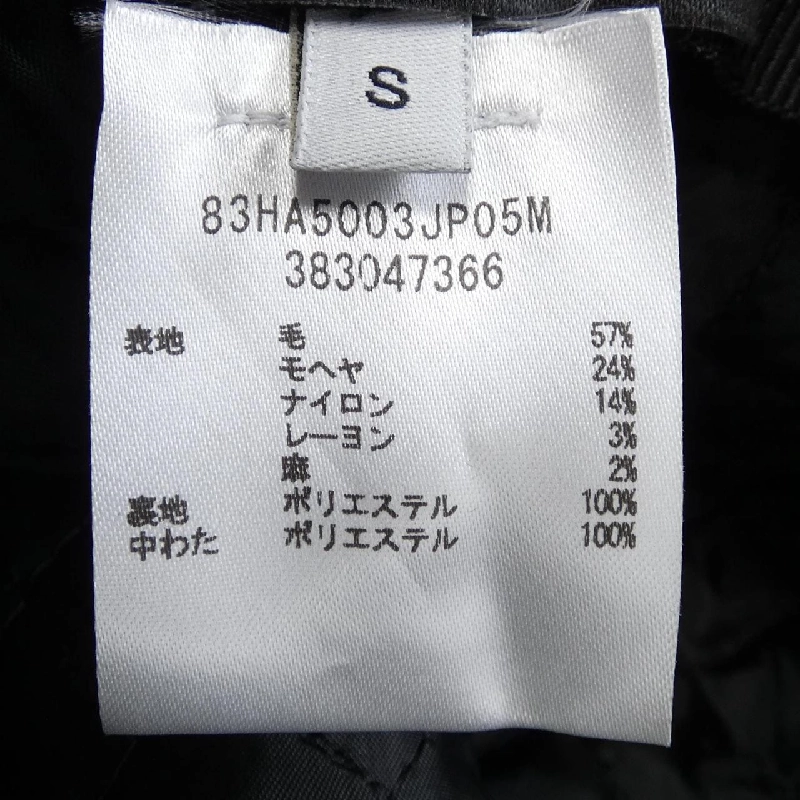 S
83HA5003JP05M
383047366
表地 毛 57%
モヘヤ 24%
ナイロン 14%
レーヨン 3%
麻 2%
裏地 ポリエステル 100%
中わた ポリエステル 100%